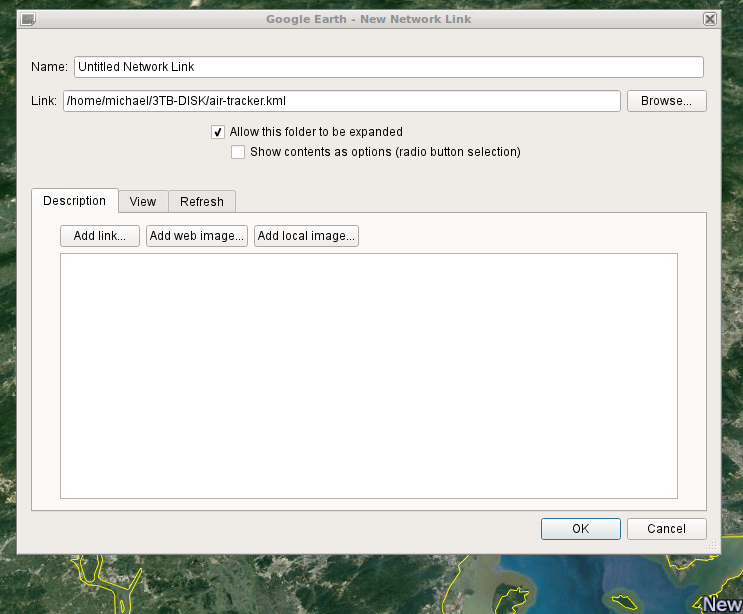 Google Earth - New Network Link
Name: Untitled Network Link
Link: /home/michael/3TB-DISK/air-tracker.kml Browse...
Allow this folder to be expanded
Show contents as options (radio button selection)
Description View Refresh
Add link... Add web image... Add local image...
OK Cancel
New